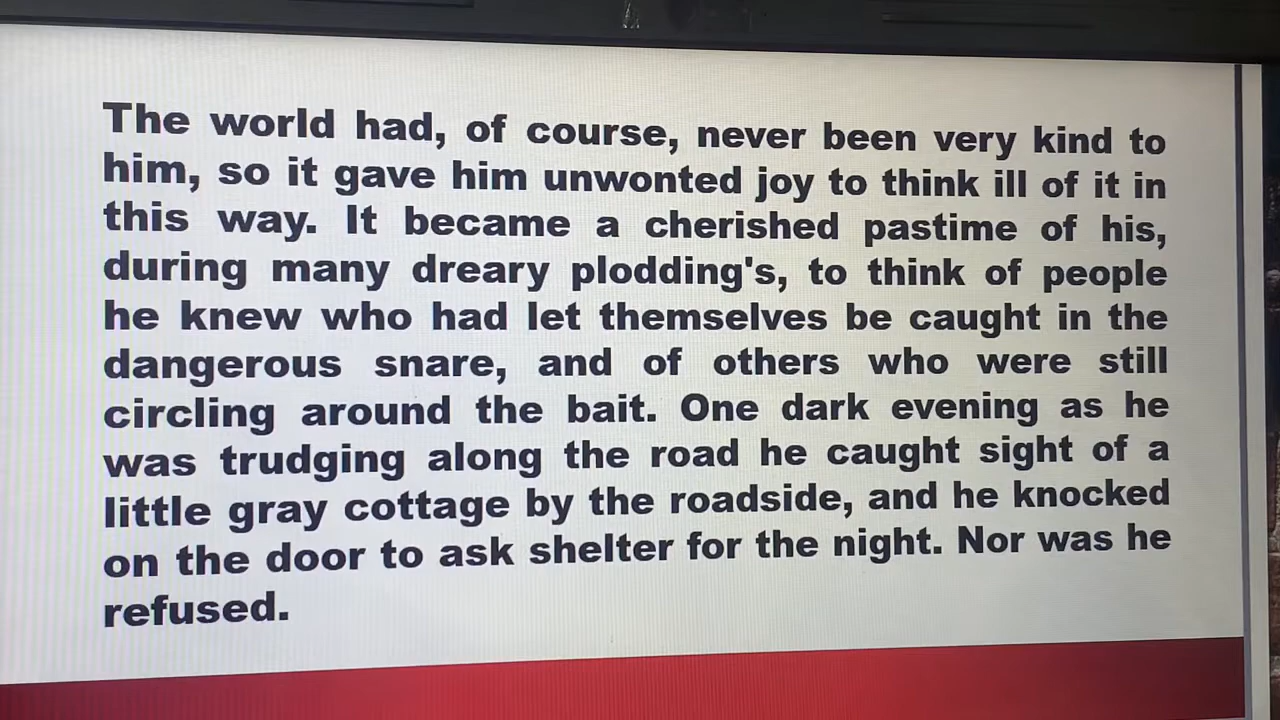 The world had, of course, never been very kind to
him, so it gave him unwonted joy to think ill of it in
this way. It became a cherished pastime of his,
during many dreary plodding's, to think of people
he knew who had let themselves be caught in the
dangerous snare, and of others who were still
circling around the bait. One dark evening as he
was trudging along the road he caught sight of a
little gray cottage by the roadside, and he knocked
on the door to ask shelter for the night. Nor was he
refused.